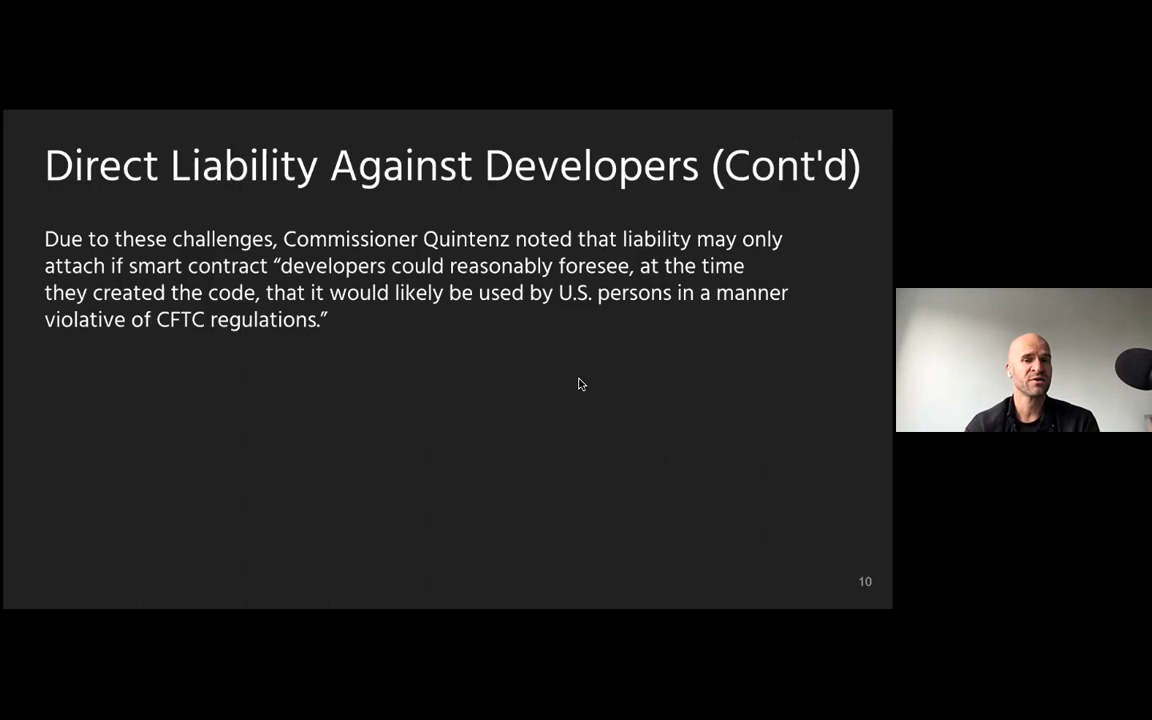 Direct Liability Against Developers (Cont'd)
Due to these challenges, Commissioner Quintenz noted that liability may only
attach if smart contract “developers could reasonably foresee, at the time
they created the code, that it would likely be used by U.S. persons in a manner
violative of CFTC regulations.”
10